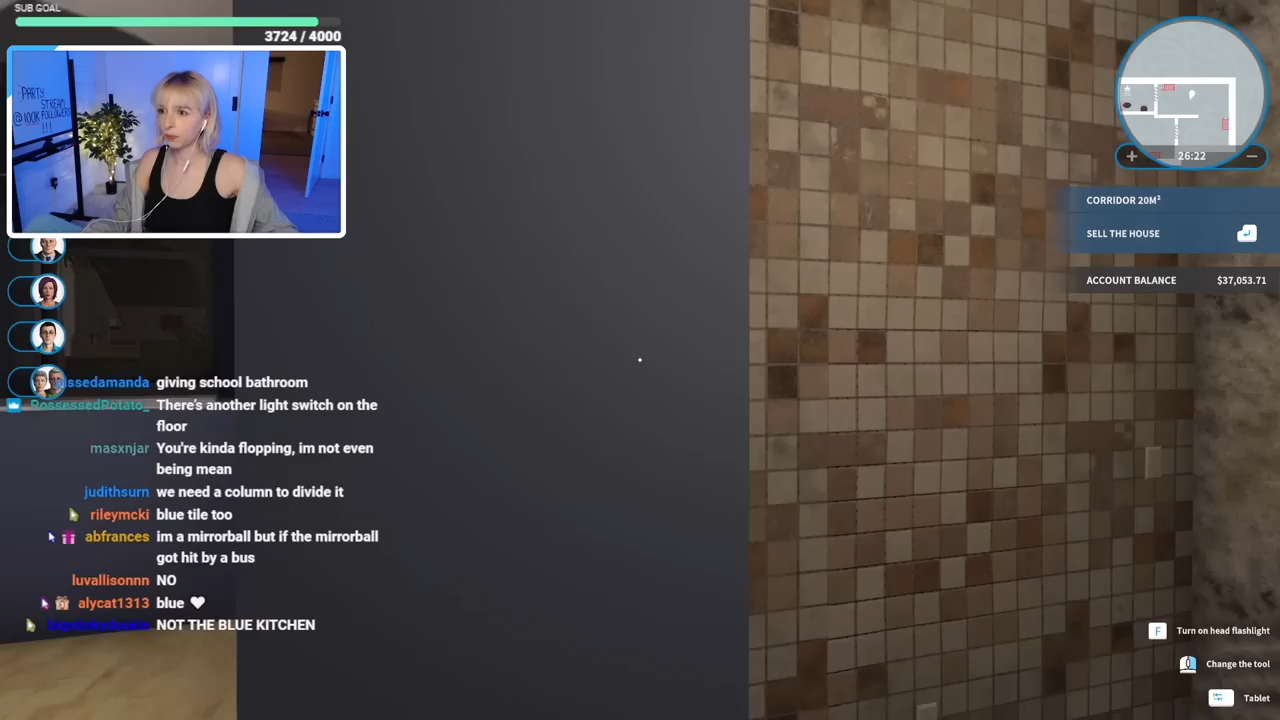 SUB GOAL
3724 / 4000
PARTY
STREAM
@100K
FOLLOWERS
!!!
26:22
CORRIDOR 20M²
SELL THE HOUSE
ACCOUNT BALANCE $37,053.71
issedamanda giving school bathroom
PossessedPotato_ There's another light switch on the
floor
masxnjar You're kinda flopping, im not even
being mean
judithsurn we need a column to divide it
rileymcki blue tile too
abfrances im a mirrorball but if the mirrorball
got hit by a bus
luvallisonnn NO
alycat1313 blue
NOT THE BLUE KITCHEN
F Turn on head flashlight
Change the tool
Tablet